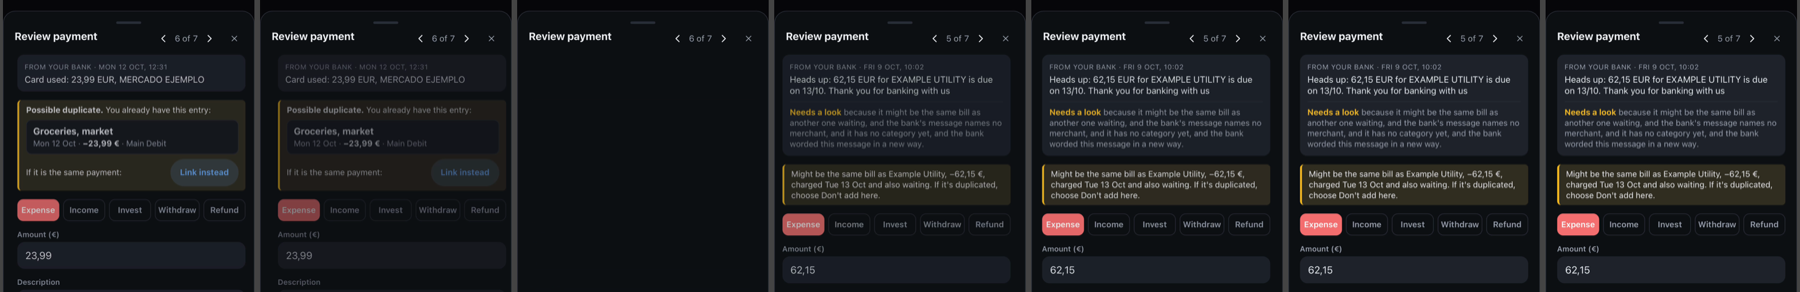 Review payment
6 of 7
FROM YOUR BANK · MON 12 OCT, 12:31
Card used: 23,99 EUR, MERCADO EJEMPLO
Possible duplicate. You already have this entry:
Groceries, market
Mon 12 Oct · −23,99 € · Main Debit
If it is the same payment:
Link instead
Expense
Income
Invest
Withdraw
Refund
Amount (€)
23,99
Description
Review payment
6 of 7
FROM YOUR BANK · MON 12 OCT, 12:31
Card used: 23,99 EUR, MERCADO EJEMPLO
Possible duplicate. You already have this entry:
Groceries, market
Mon 12 Oct · −23,99 € · Main Debit
If it is the same payment:
Link instead
Expense
Income
Invest
Withdraw
Refund
Amount (€)
23,99
Description
Review payment
6 of 7
Review payment
5 of 7
FROM YOUR BANK · FRI 9 OCT, 10:02
Heads up: 62,15 EUR for EXAMPLE UTILITY is due
on 13/10. Thank you for banking with us
Needs a look because it might be the same bill as
another one waiting, and the bank's message names no
merchant, and it has no category yet, and the bank
worded this message in a new way.
Might be the same bill as Example Utility, −62,15 €,
charged Tue 13 Oct and also waiting. If it's duplicated,
choose Don't add here.
Expense
Income
Invest
Withdraw
Refund
Amount (€)
62,15
Review payment
5 of 7
FROM YOUR BANK · FRI 9 OCT, 10:02
Heads up: 62,15 EUR for EXAMPLE UTILITY is due
on 13/10. Thank you for banking with us
Needs a look because it might be the same bill as
another one waiting, and the bank's message names no
merchant, and it has no category yet, and the bank
worded this message in a new way.
Might be the same bill as Example Utility, −62,15 €,
charged Tue 13 Oct and also waiting. If it's duplicated,
choose Don't add here.
Expense
Income
Invest
Withdraw
Refund
Amount (€)
62,15
Review payment
5 of 7
FROM YOUR BANK · FRI 9 OCT, 10:02
Heads up: 62,15 EUR for EXAMPLE UTILITY is due
on 13/10. Thank you for banking with us
Needs a look because it might be the same bill as
another one waiting, and the bank's message names no
merchant, and it has no category yet, and the bank
worded this message in a new way.
Might be the same bill as Example Utility, −62,15 €,
charged Tue 13 Oct and also waiting. If it's duplicated,
choose Don't add here.
Expense
Income
Invest
Withdraw
Refund
Amount (€)
62,15
Review payment
5 of 7
FROM YOUR BANK · FRI 9 OCT, 10:02
Heads up: 62,15 EUR for EXAMPLE UTILITY is due
on 13/10. Thank you for banking with us
Needs a look because it might be the same bill as
another one waiting, and the bank's message names no
merchant, and it has no category yet, and the bank
worded this message in a new way.
Might be the same bill as Example Utility, −62,15 €,
charged Tue 13 Oct and also waiting. If it's duplicated,
choose Don't add here.
Expense
Income
Invest
Withdraw
Refund
Amount (€)
62,15